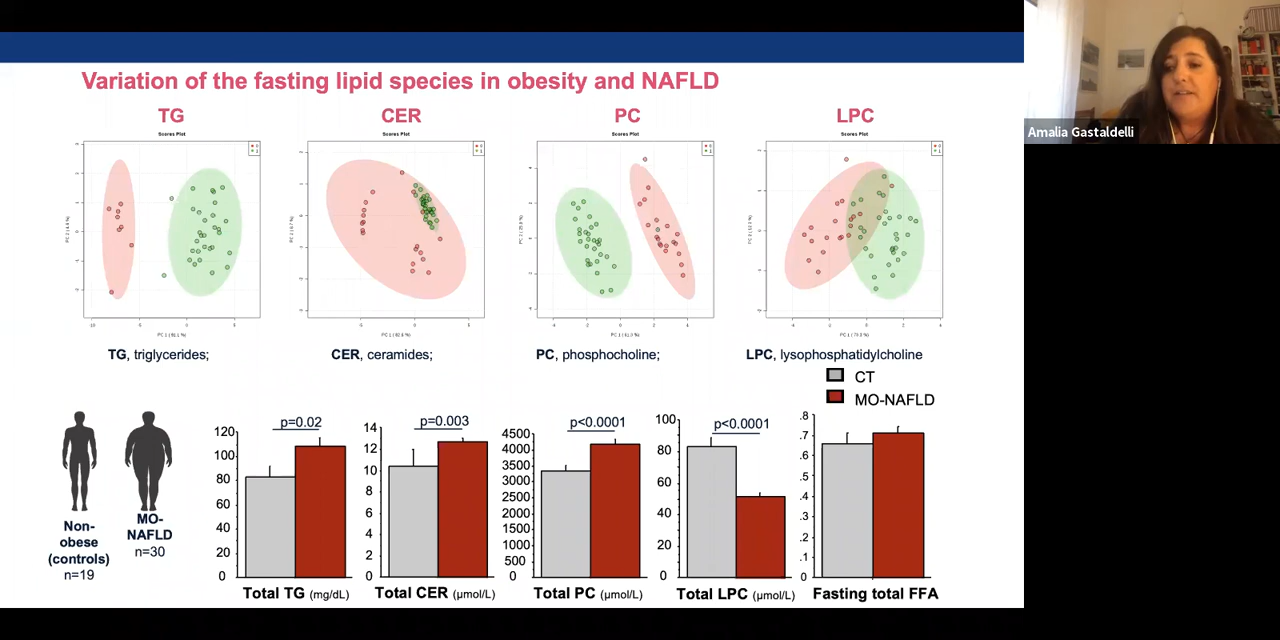 Variation of the fasting lipid species in obesity and NAFLD
TG
CER
PC
LPC
Scores Plot
Scores Plot
Scores Plot
Scores Plot
TG, triglycerides;
CER, ceramides;
PC, phosphocholine;
LPC, lysophosphatidylcholine
CT
MO-NAFLD
Non-
obese
(controls)
n=19
MO-
NAFLD
n=30
p=0.02
120
100
80
60
40
20
0
Total TG (mg/dL)
p=0.003
14
12
10
8
6
4
2
0
Total CER (µmol/L)
p<0.0001
4500
4000
3500
3000
2500
2000
1500
1000
500
0
Total PC (µmol/L)
p<0.0001
100
80
60
40
20
0
Total LPC (µmol/L)
.8
.7
.6
.5
.4
.3
.2
.1
0
Fasting total FFA
Amalia Gastaldelli